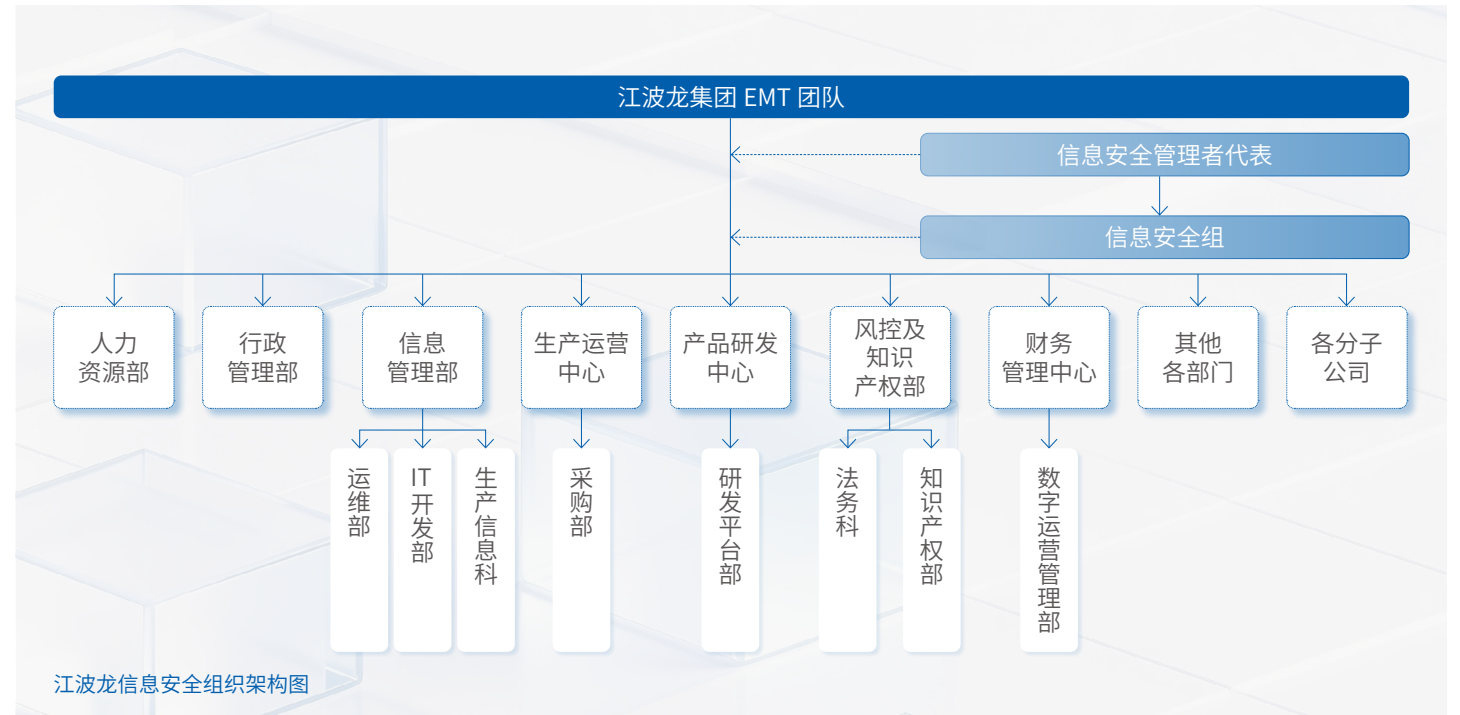 江波龙集团 EMT 团队
信息安全管理者代表
信息安全组
人力
资源部
行政
管理部
信息
管理部
生产运营
中心
产品研发
中心
风控及
知识
产权部
财务
管理中心
其他
各部门
各分子
公司
运维部
IT开发部
生产信息科
采购部
研发平台部
法务科
知识产权部
数字运营管理部
江波龙信息安全组织架构图